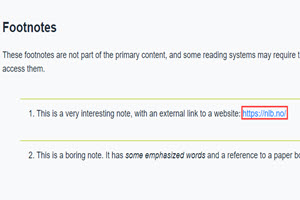 Footnotes
These footnotes are not part of the primary content, and some reading systems may require t
access them.
1. This is a very interesting note, with an external link to a website: https://nlb.no/
2. This is a boring note. It has some emphasized words and a reference to a paper bo